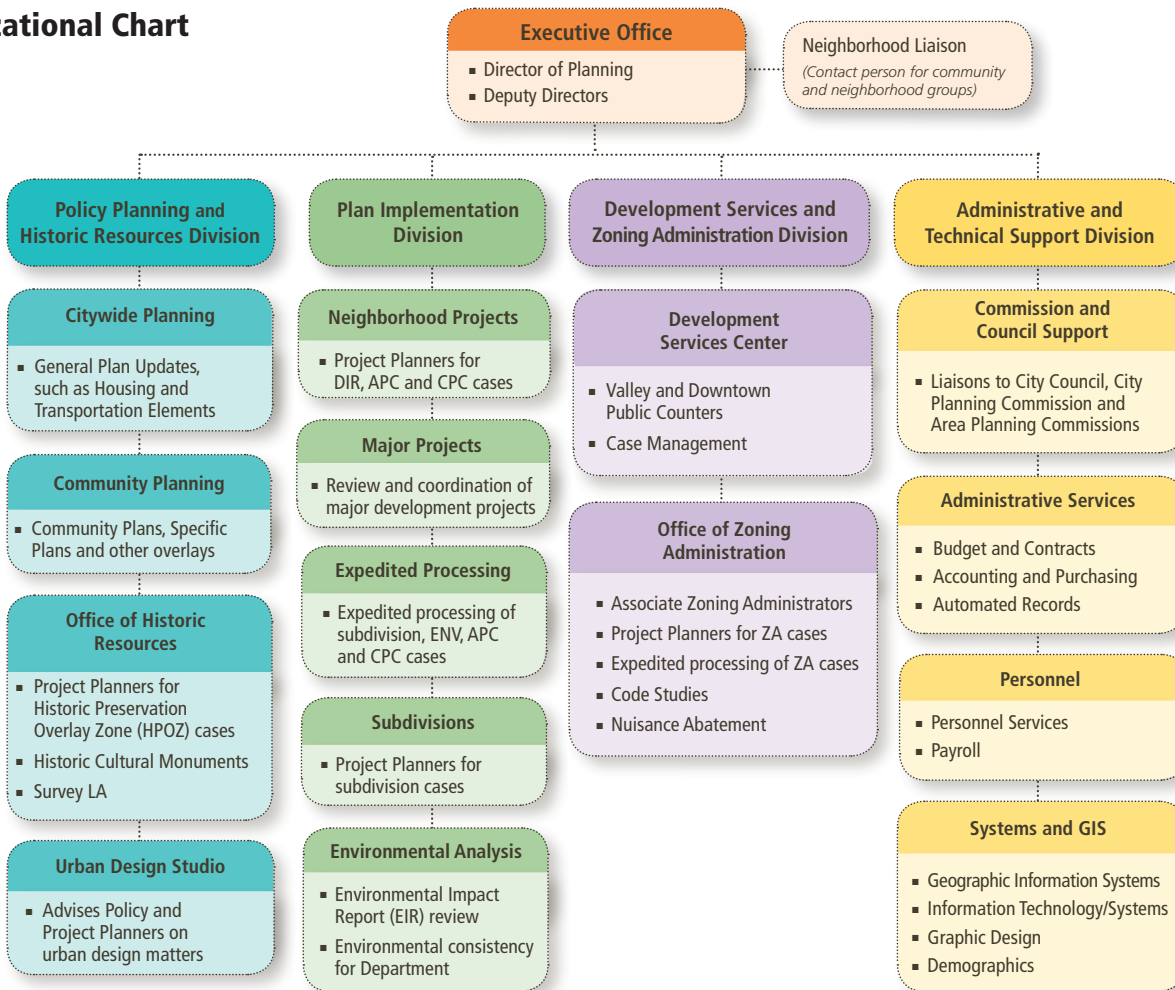 ational Chart
Executive Office
▪ Director of Planning
▪ Deputy Directors
Neighborhood Liaison
(Contact person for community
and neighborhood groups)
Policy Planning and
Historic Resources Division
Citywide Planning
▪ General Plan Updates,
such as Housing and
Transportation Elements
Community Planning
▪ Community Plans, Specific
Plans and other overlays
Office of Historic
Resources
▪ Project Planners for
Historic Preservation
Overlay Zone (HPOZ) cases
▪ Historic Cultural Monuments
▪ Survey LA
Urban Design Studio
▪ Advises Policy and
Project Planners on
urban design matters
Plan Implementation
Division
Neighborhood Projects
▪ Project Planners for
DIR, APC and CPC cases
Major Projects
▪ Review and coordination of
major development projects
Expedited Processing
▪ Expedited processing of
subdivision, ENV, APC
and CPC cases
Subdivisions
▪ Project Planners for
subdivision cases
Environmental Analysis
▪ Environmental Impact
Report (EIR) review
▪ Environmental consistency
for Department
Development Services and
Zoning Administration Division
Development
Services Center
▪ Valley and Downtown
Public Counters
▪ Case Management
Office of Zoning
Administration
▪ Associate Zoning Administrators
▪ Project Planners for ZA cases
▪ Expedited processing of ZA cases
▪ Code Studies
▪ Nuisance Abatement
Administrative and
Technical Support Division
Commission and
Council Support
▪ Liaisons to City Council, City
Planning Commission and
Area Planning Commissions
Administrative Services
▪ Budget and Contracts
▪ Accounting and Purchasing
▪ Automated Records
Personnel
▪ Personnel Services
▪ Payroll
Systems and GIS
▪ Geographic Information Systems
▪ Information Technology/Systems
▪ Graphic Design
▪ Demographics